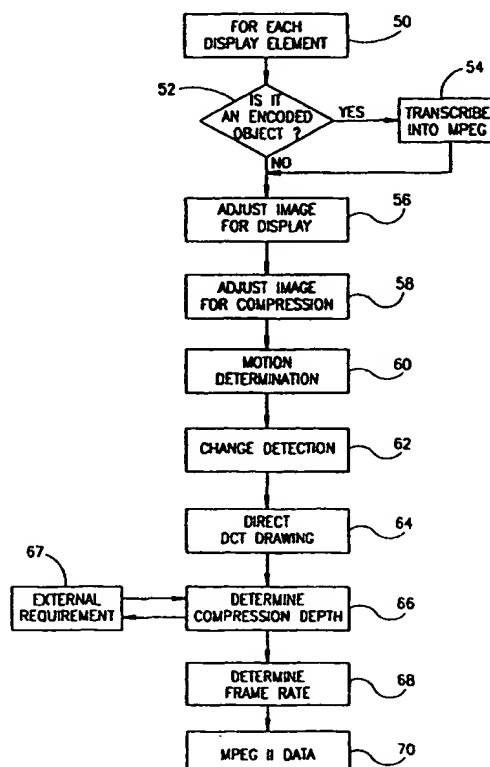 FOR EACH
DISPLAY ELEMENT
50
52
IS IT
AN ENCODED
OBJECT ?
YES
54
TRANSCRIBE
INTO MPEG
NO
ADJUST IMAGE
FOR DISPLAY
56
ADJUST IMAGE
FOR COMPRESSION
58
MOTION
DETERMINATION
60
CHANGE DETECTION
62
DIRECT
DCT DRAWING
64
67
EXTERNAL
REQUIREMENT
DETERMINE
COMPRESSION DEPTH
66
DETERMINE
FRAME RATE
68
MPEG II DATA
70